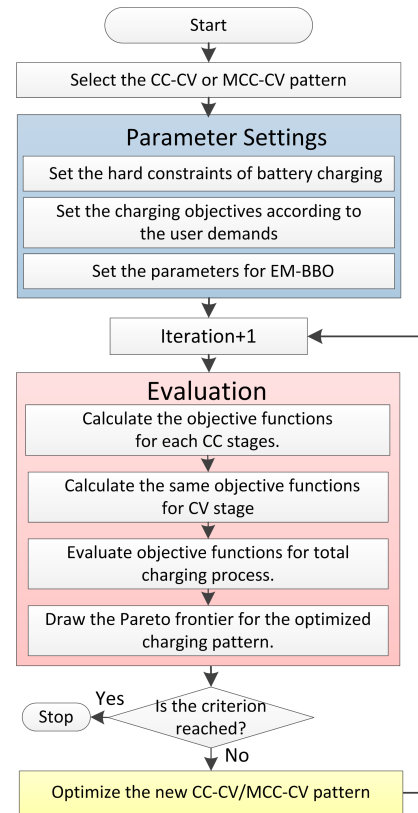 Start
Select the CC-CV or MCC-CV pattern
Parameter Settings
Set the hard constraints of battery charging
Set the charging objectives according to
the user demands
Set the parameters for EM-BBO
Iteration+1
Evaluation
Calculate the objective functions
for each CC stages.
Calculate the same objective functions
for CV stage
Evaluate objective functions for total
charging process.
Draw the Pareto frontier for the optimized
charging pattern.
Is the criterion
reached?
Yes
Stop
No
Optimize the new CC-CV/MCC-CV pattern